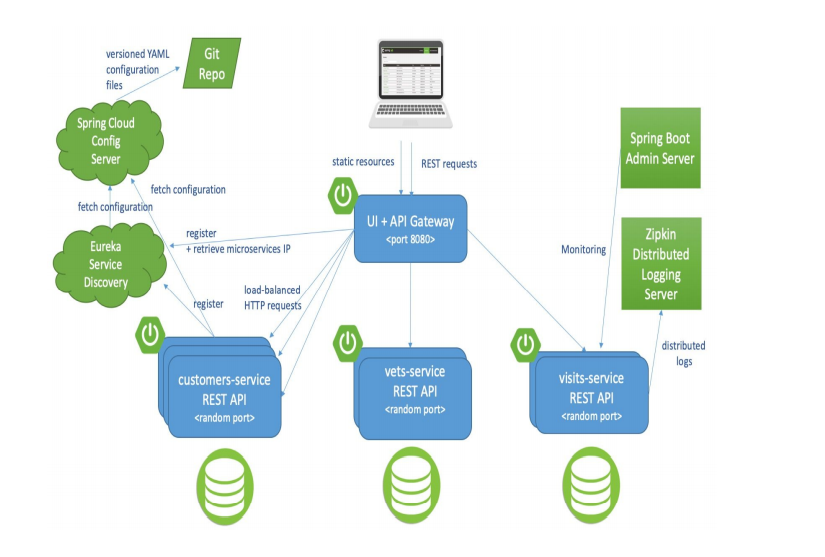 versioned YAML
configuration
files
Git
Repo
Spring Cloud
Config
Server
static resources
REST requests
Spring Boot
Admin Server
fetch configuration
fetch configuration
UI + API Gateway
<port 8080>
register
+ retrieve microservices IP
Eureka
Service
Discovery
Monitoring
Zipkin
Distributed
Logging
Server
load-balanced
HTTP requests
register
distributed
logs
customers-service
REST API
<random port>
vets-service
REST API
<random port>
visits-service
REST API
<random port>